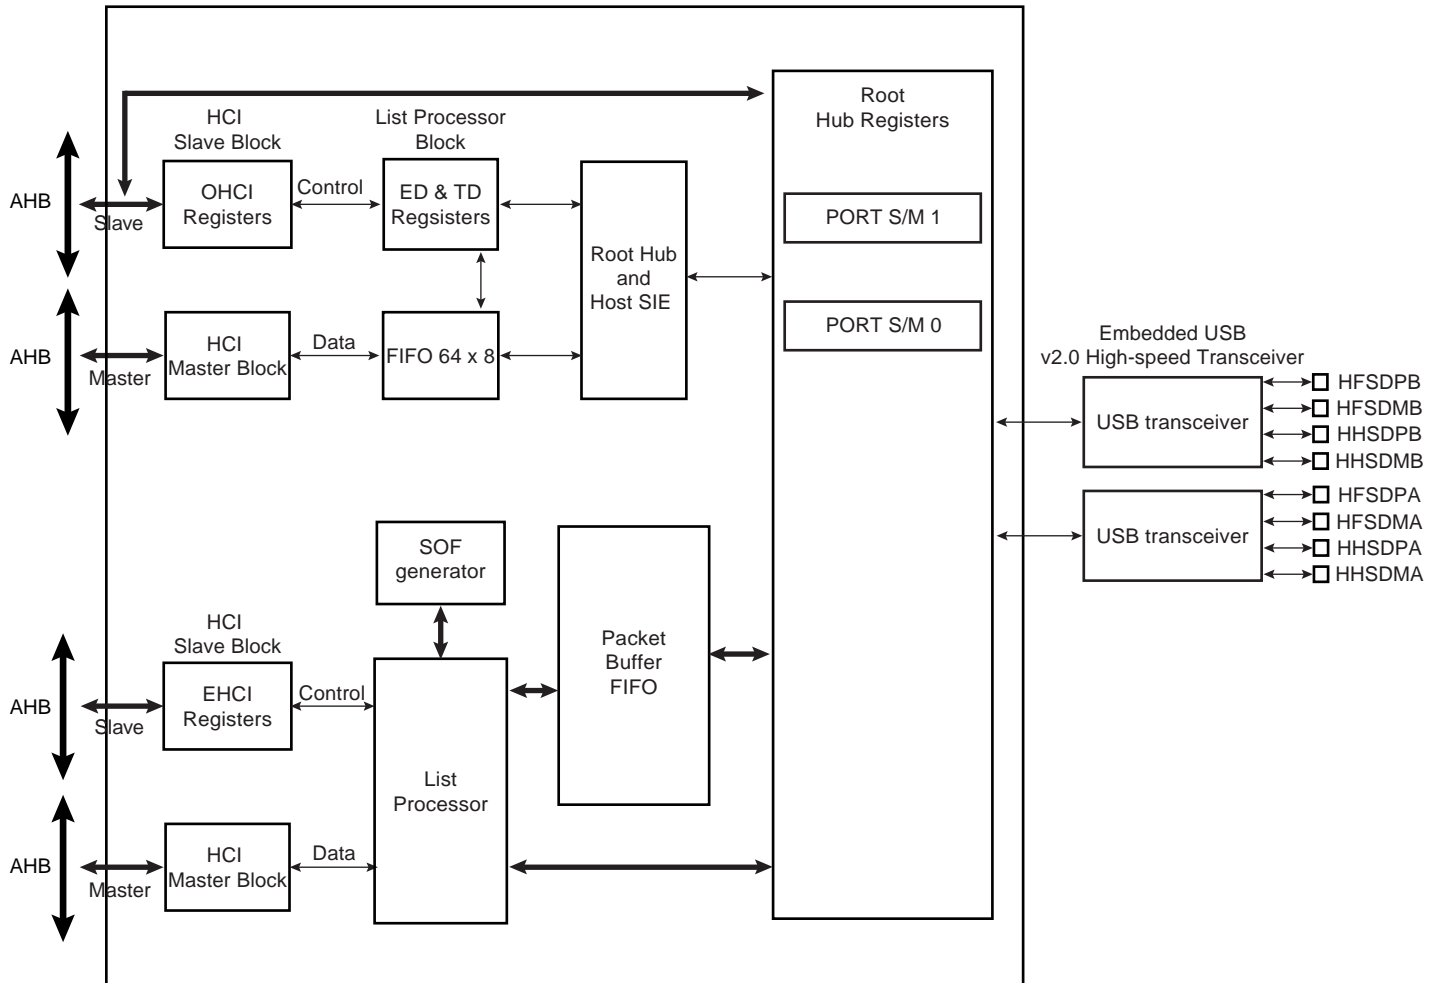 Root
Hub Registers
HCI
Slave Block
List Processor
Block
AHB
Slave
OHCI
Registers
Control
ED & TD
Regsisters
PORT S/M 1
Root Hub
and
Host SIE
AHB
Master
HCI
Master Block
Data
FIFO 64 x 8
PORT S/M 0
Embedded USB
v2.0 High-speed Transceiver
USB transceiver
HFSDPB
HFSDMB
HHSDPB
HHSDMB
USB transceiver
HFSDPA
HFSDMA
HHSDPA
HHSDMA
SOF
generator
HCI
Slave Block
Packet
Buffer
FIFO
AHB
Slave
EHCI
Registers
Control
List
Processor
AHB
Master
HCI
Master Block
Data